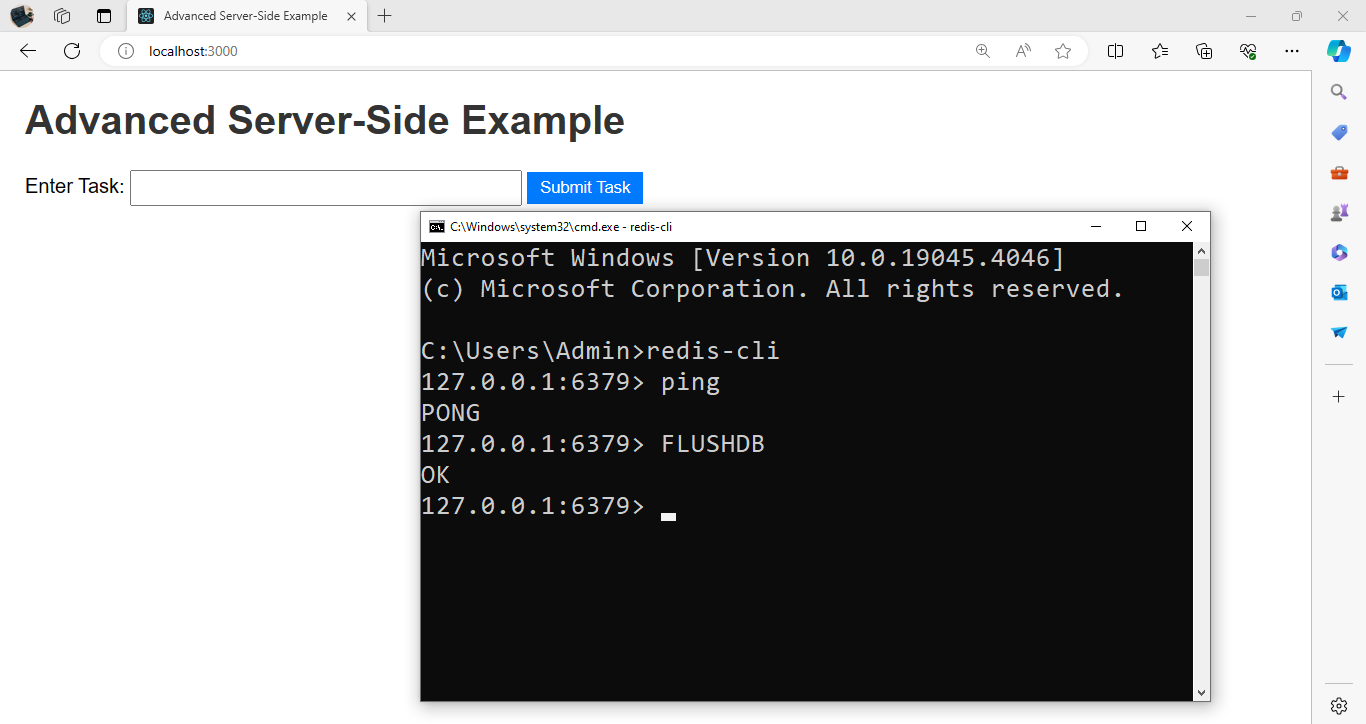 Advanced Server-Side Example
localhost:3000
Advanced Server-Side Example
Enter Task:
Submit Task
C:\Windows\system32\cmd.exe - redis-cli
Microsoft Windows [Version 10.0.19045.4046]
(c) Microsoft Corporation. All rights reserved.
C:\Users\Admin>redis-cli
127.0.0.1:6379> ping
PONG
127.0.0.1:6379> FLUSHDB
OK
127.0.0.1:6379>